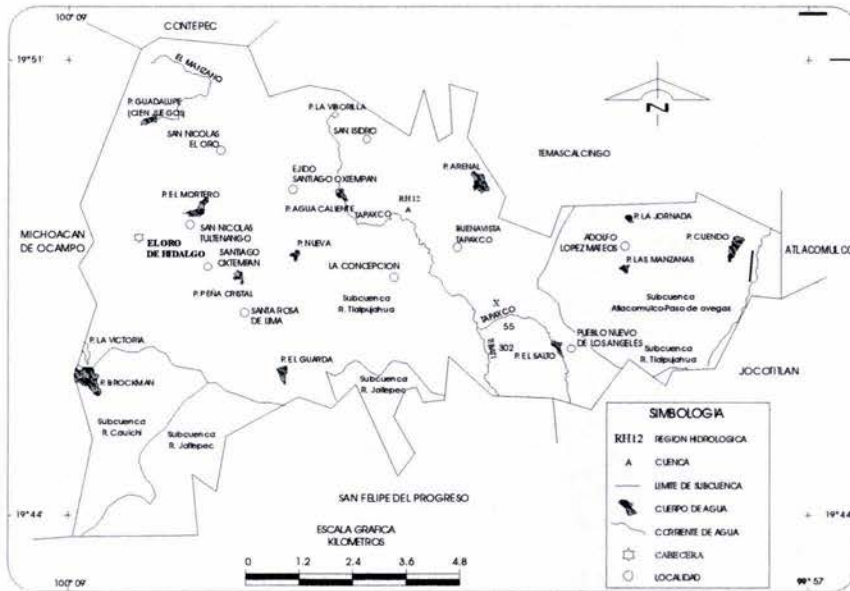 100° 09'
CONTEPEC
19°51'
EL MANZANO
P. GUADALUPE
(CIEN JUEGOS)
P. LA VIBORILLA
SAN ISIDRO
SAN NICOLAS
EL ORO
N
TEMASCALCINGO
EJIDO
SANTIAGO OXTEMPAN
P. ARENAL
P. EL MORTERO
P. AGUA CALIENTE
RH12
A
TAPAXCO
P. LA JORNADA
MICHOACAN
DE OCAMPO
SAN NICOLAS
TULTENANGO
EL ORO
DE HIDALGO
BUENAVISTA
TAPAXCO
ADOLFO
LOPEZ MATEOS
P. CUENDO
ATLACOMULCO
SANTIAGO
OXTEMPAN
P. NUEVA
LA CONCEPCION
P. LAS MANZANAS
P. PEÑA CRISTAL
Subcuenca
R. Tlalpujahua
Subcuenca
Atlacomulco-Paso de ovegas
SANTA ROSA
DE LIMA
X
TAPAXCO
55
302
P. EL SALTO
PUEBLO NUEVO
DE LOS ANGELES
Subcuenca
R. Tlalpujahua
P. LA VICTORIA
P. BROCKMAN
P. EL GUARDA
Subcuenca
R. Jaltepec
JOCOTITLAN
Subcuenca
R. Cauichi
Subcuenca
R. Jaltepec
SIMBOLOGIA
RH12 REGION HIDROLOGICA
A CUENCA
LIMITE DE SUBCUENCA
CUERPO DE AGUA
CORRIENTE DE AGUA
CABECERA
LOCALIDAD
SAN FELIPE DEL PROGRESO
19°44'
19°44'
ESCALA GRAFICA
KILOMETROS
0 1.2 2.4 3.6 4.8
100° 09'
99° 57